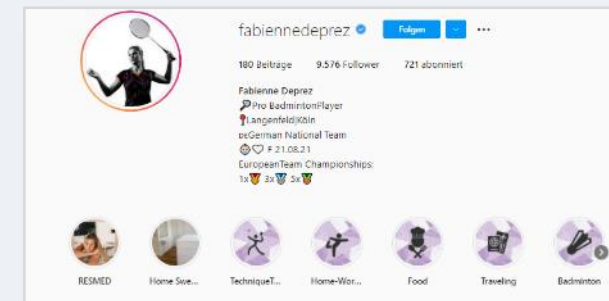 fabiennedeprez
Folgen
180 Beiträge 9.576 Follower 721 abonniert
Fabienne Deprez
🏸Pro BadmintonPlayer
📍Langenfeld|Köln
🇩🇪German National Team
👶🏼♡ F 21.08.21
EuropeanTeam Championships:
1x🥇 3x🥈 5x🥉
RESMED Home Swe... TechniqueT... Home-Wor... Food Traveling Badminton